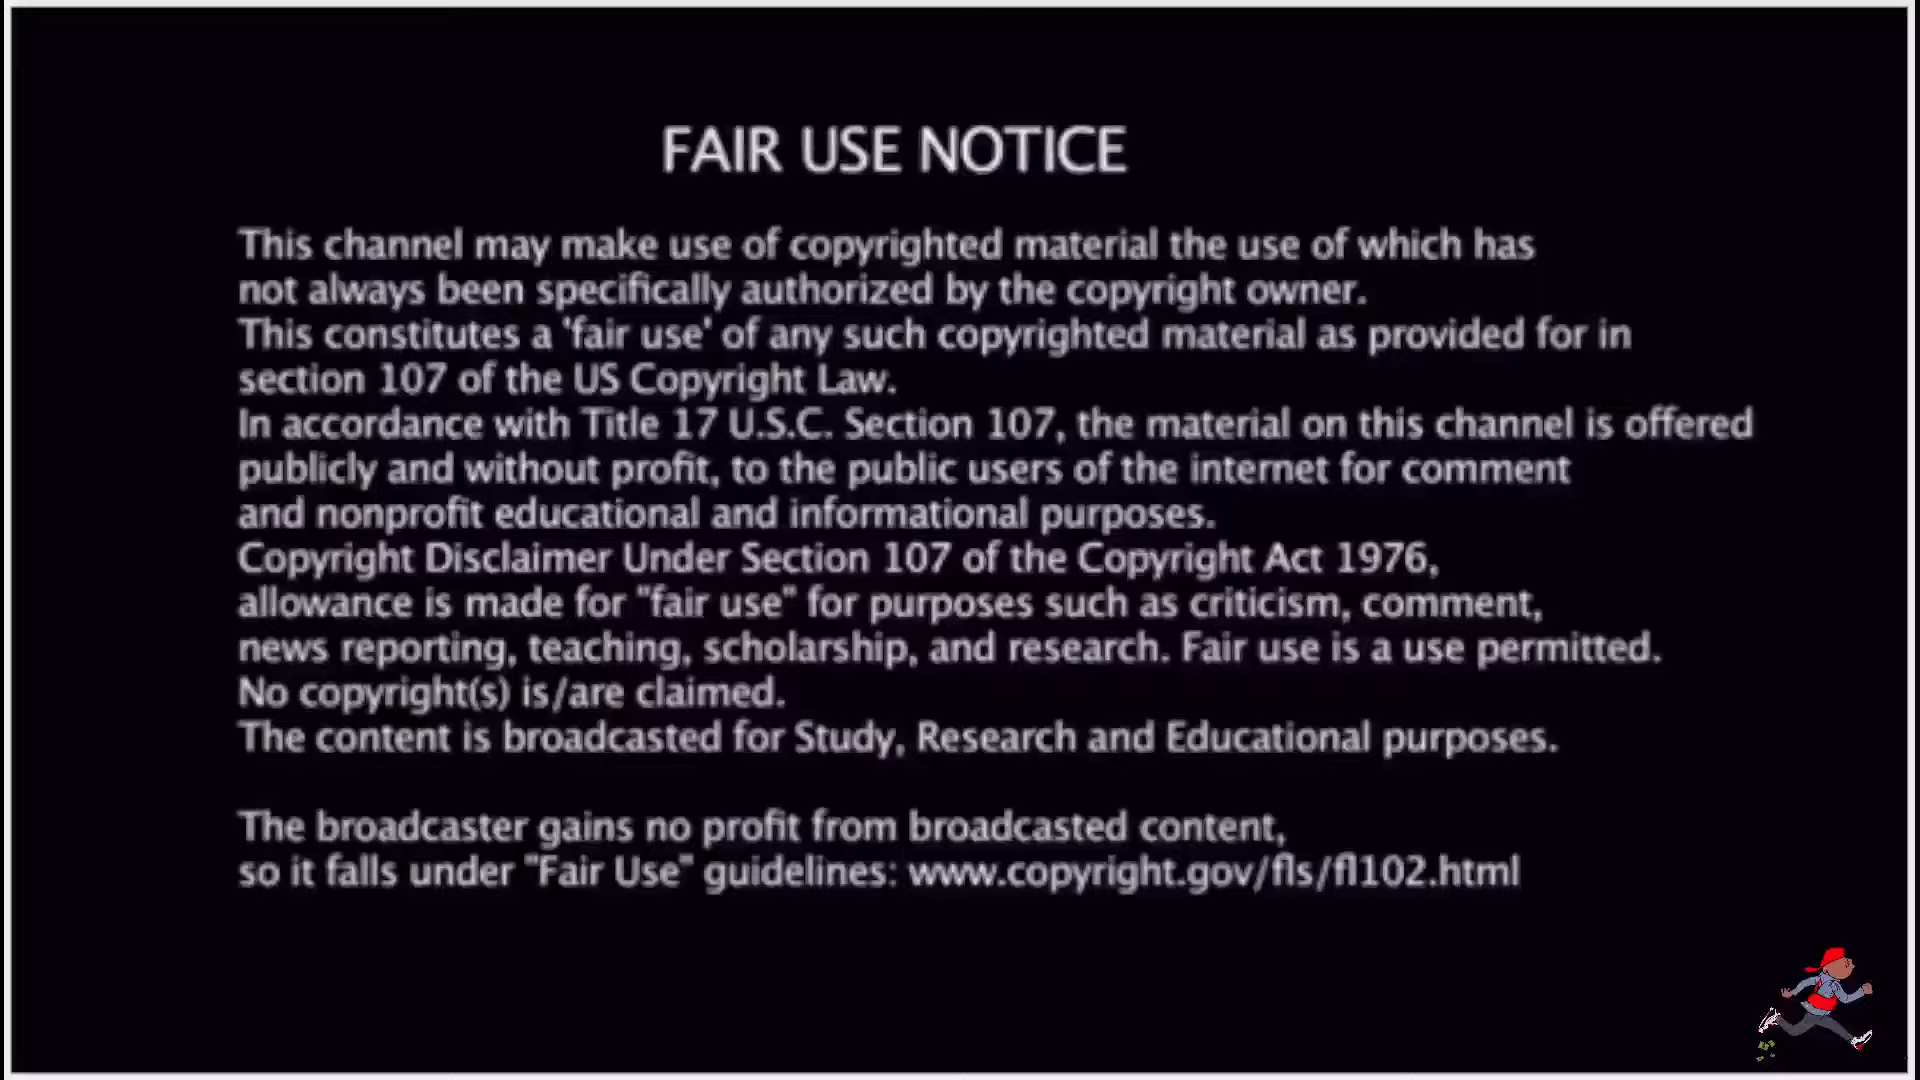 FAIR USE NOTICE
This channel may make use of copyrighted material the use of which has
not always been specifically authorized by the copyright owner.
This constitutes a 'fair use' of any such copyrighted material as provided for in
section 107 of the US Copyright Law.
In accordance with Title 17 U.S.C. Section 107, the material on this channel is offered
publicly and without profit, to the public users of the internet for comment
and nonprofit educational and informational purposes.
Copyright Disclaimer Under Section 107 of the Copyright Act 1976,
allowance is made for "fair use" for purposes such as criticism, comment,
news reporting, teaching, scholarship, and research. Fair use is a use permitted.
No copyright(s) is/are claimed.
The content is broadcasted for Study, Research and Educational purposes.
The broadcaster gains no profit from broadcasted content,
so it falls under "Fair Use" guidelines: www.copyright.gov/fls/fl102.html